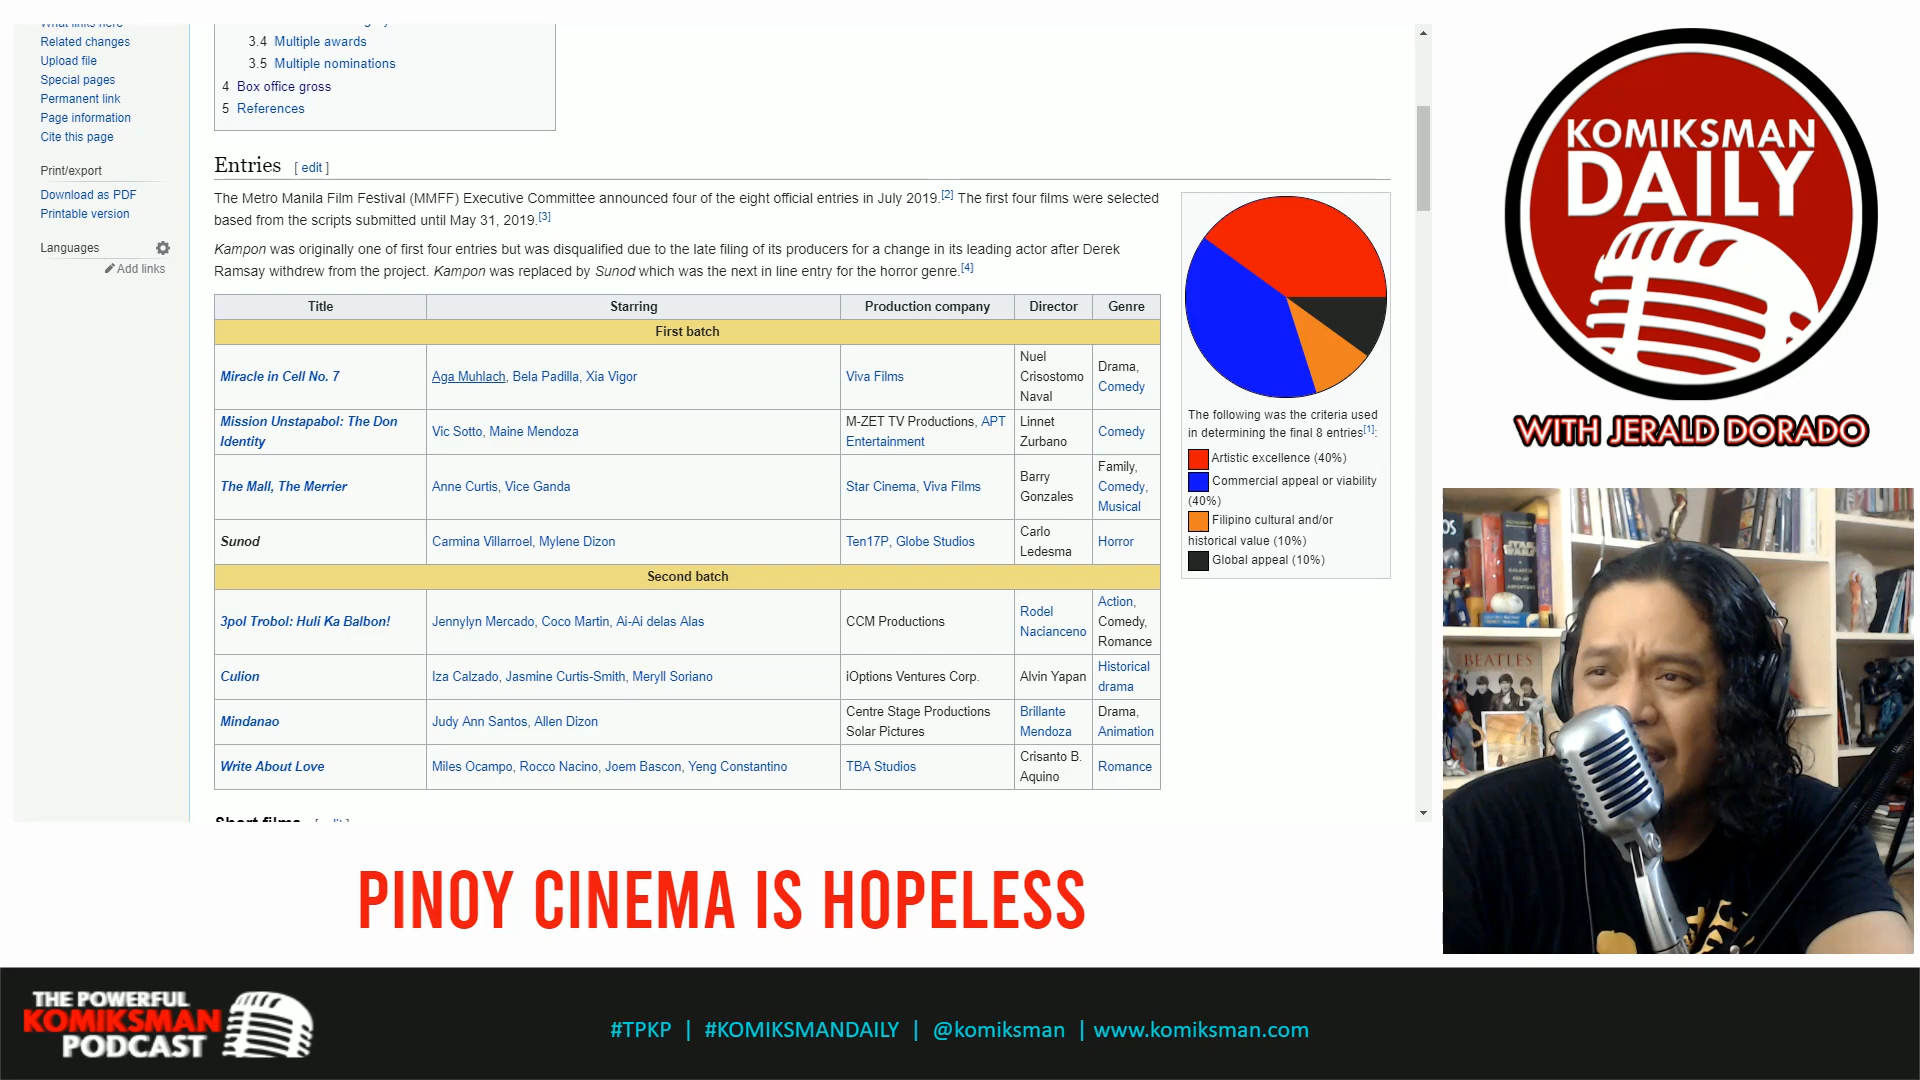 What links here
Related changes
Upload file
Special pages
Permanent link
Page information
Cite this page
Print/export
Download as PDF
Printable version
Languages
Add links
3.4 Multiple awards
3.5 Multiple nominations
4 Box office gross
5 References
Entries [ edit ]
The Metro Manila Film Festival (MMFF) Executive Committee announced four of the eight official entries in July 2019.[2] The first four films were selected
based from the scripts submitted until May 31, 2019.[3]
Kampon was originally one of first four entries but was disqualified due to the late filing of its producers for a change in its leading actor after Derek
Ramsay withdrew from the project. Kampon was replaced by Sunod which was the next in line entry for the horror genre.[4]
Title Starring Production company Director Genre
First batch
Miracle in Cell No. 7 Aga Muhlach, Bela Padilla, Xia Vigor Viva Films Nuel Crisostomo Naval Drama, Comedy
Mission Unstapabol: The Don Identity Vic Sotto, Maine Mendoza M-ZET TV Productions, APT Entertainment Linnet Zurbano Comedy
The Mall, The Merrier Anne Curtis, Vice Ganda Star Cinema, Viva Films Barry Gonzales Family, Comedy, Musical
Sunod Carmina Villarroel, Mylene Dizon Ten17P, Globe Studios Carlo Ledesma Horror
Second batch
3pol Trobol: Huli Ka Balbon! Jennylyn Mercado, Coco Martin, Ai-Ai delas Alas CCM Productions Rodel Nacianceno Action, Comedy, Romance
Culion Iza Calzado, Jasmine Curtis-Smith, Meryll Soriano iOptions Ventures Corp. Alvin Yapan Historical drama
Mindanao Judy Ann Santos, Allen Dizon Centre Stage Productions Solar Pictures Brillante Mendoza Drama, Animation
Write About Love Miles Ocampo, Rocco Nacino, Joem Bascon, Yeng Constantino TBA Studios Crisanto B. Aquino Romance
Short films [ edit ]
The following was the criteria used
in determining the final 8 entries[1]:
Artistic excellence (40%)
Commercial appeal or viability
(40%)
Filipino cultural and/or
historical value (10%)
Global appeal (10%)
KOMIKSMAN
DAILY
WITH JERALD DORADO
STAR WARS
BEATLES
PINOY CINEMA IS HOPELESS
THE POWERFUL
KOMIKSMAN
PODCAST
#TPKP | #KOMIKSMANDAILY | @komiksman | www.komiksman.com